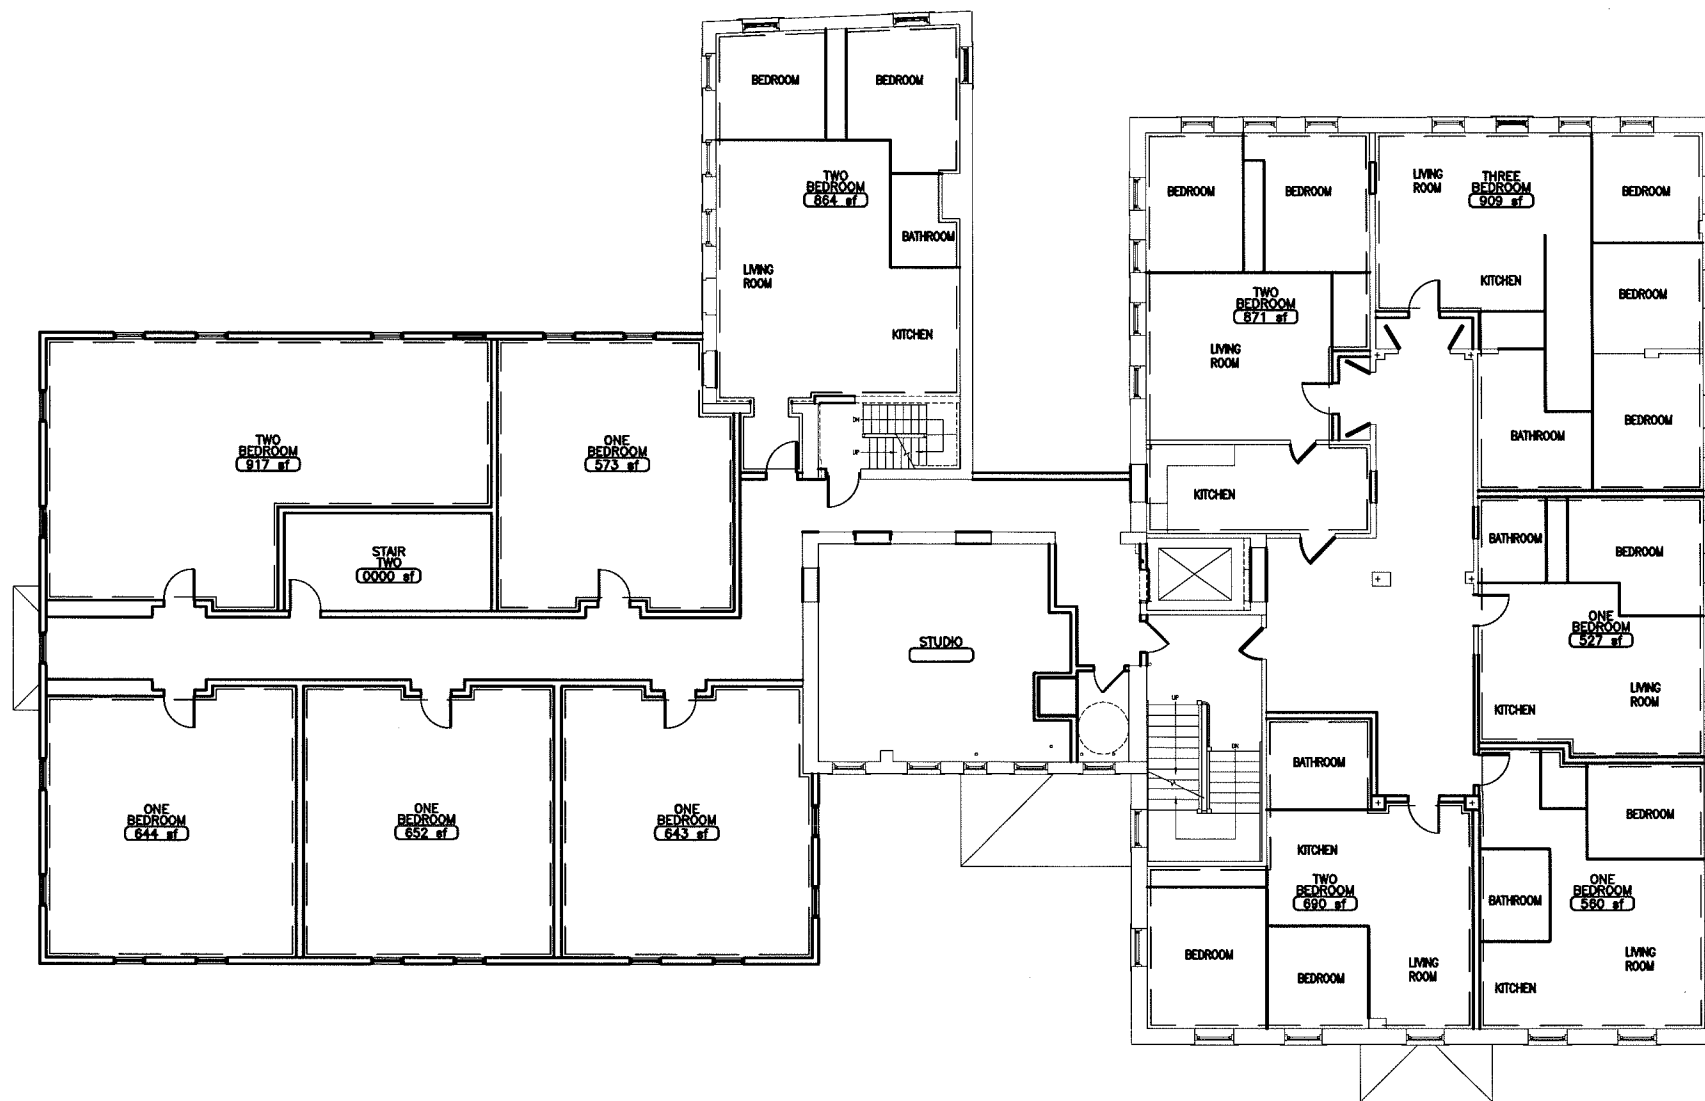 BEDROOM
BEDROOM
TWO
BEDROOM
864 sf
BATHROOM
LIVING
ROOM
KITCHEN
BEDROOM
BEDROOM
LIVING
ROOM
THREE
BEDROOM
909 sf
BEDROOM
KITCHEN
BEDROOM
TWO
BEDROOM
871 sf
LIVING
ROOM
BEDROOM
BATHROOM
KITCHEN
DN
UP
TWO
BEDROOM
917 sf
ONE
BEDROOM
573 sf
STAIR
TWO
0000 sf
STUDIO
BATHROOM
BEDROOM
ONE
BEDROOM
527 sf
LIVING
ROOM
KITCHEN
UP
DN
BATHROOM
ONE
BEDROOM
644 sf
ONE
BEDROOM
652 sf
ONE
BEDROOM
643 sf
KITCHEN
TWO
BEDROOM
690 sf
BEDROOM
BEDROOM
LIVING
ROOM
BEDROOM
BATHROOM
ONE
BEDROOM
560 sf
LIVING
ROOM
KITCHEN